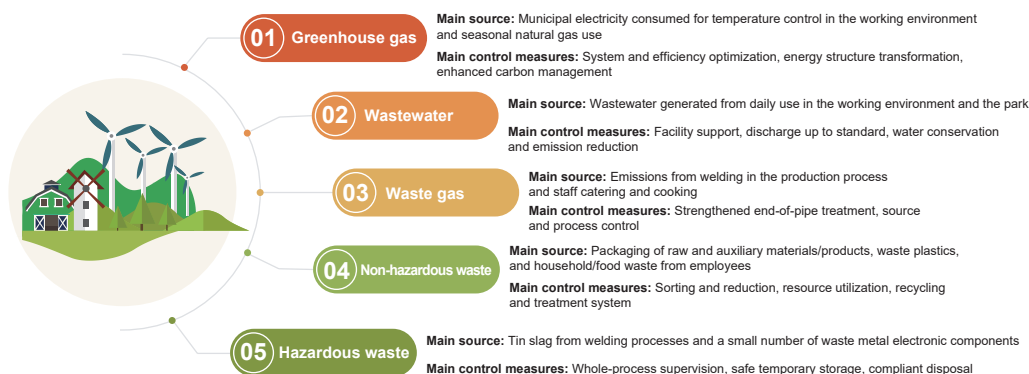 01 Greenhouse gas
Main source: Municipal electricity consumed for temperature control in the working environment
and seasonal natural gas use
Main control measures: System and efficiency optimization, energy structure transformation,
enhanced carbon management
02 Wastewater
Main source: Wastewater generated from daily use in the working environment and the park
Main control measures: Facility support, discharge up to standard, water conservation
and emission reduction
03 Waste gas
Main source: Emissions from welding in the production process
and staff catering and cooking
Main control measures: Strengthened end-of-pipe treatment, source
and process control
04 Non-hazardous waste
Main source: Packaging of raw and auxiliary materials/products, waste plastics,
and household/food waste from employees
Main control measures: Sorting and reduction, resource utilization, recycling
and treatment system
05 Hazardous waste
Main source: Tin slag from welding processes and a small number of waste metal electronic components
Main control measures: Whole-process supervision, safe temporary storage, compliant disposal